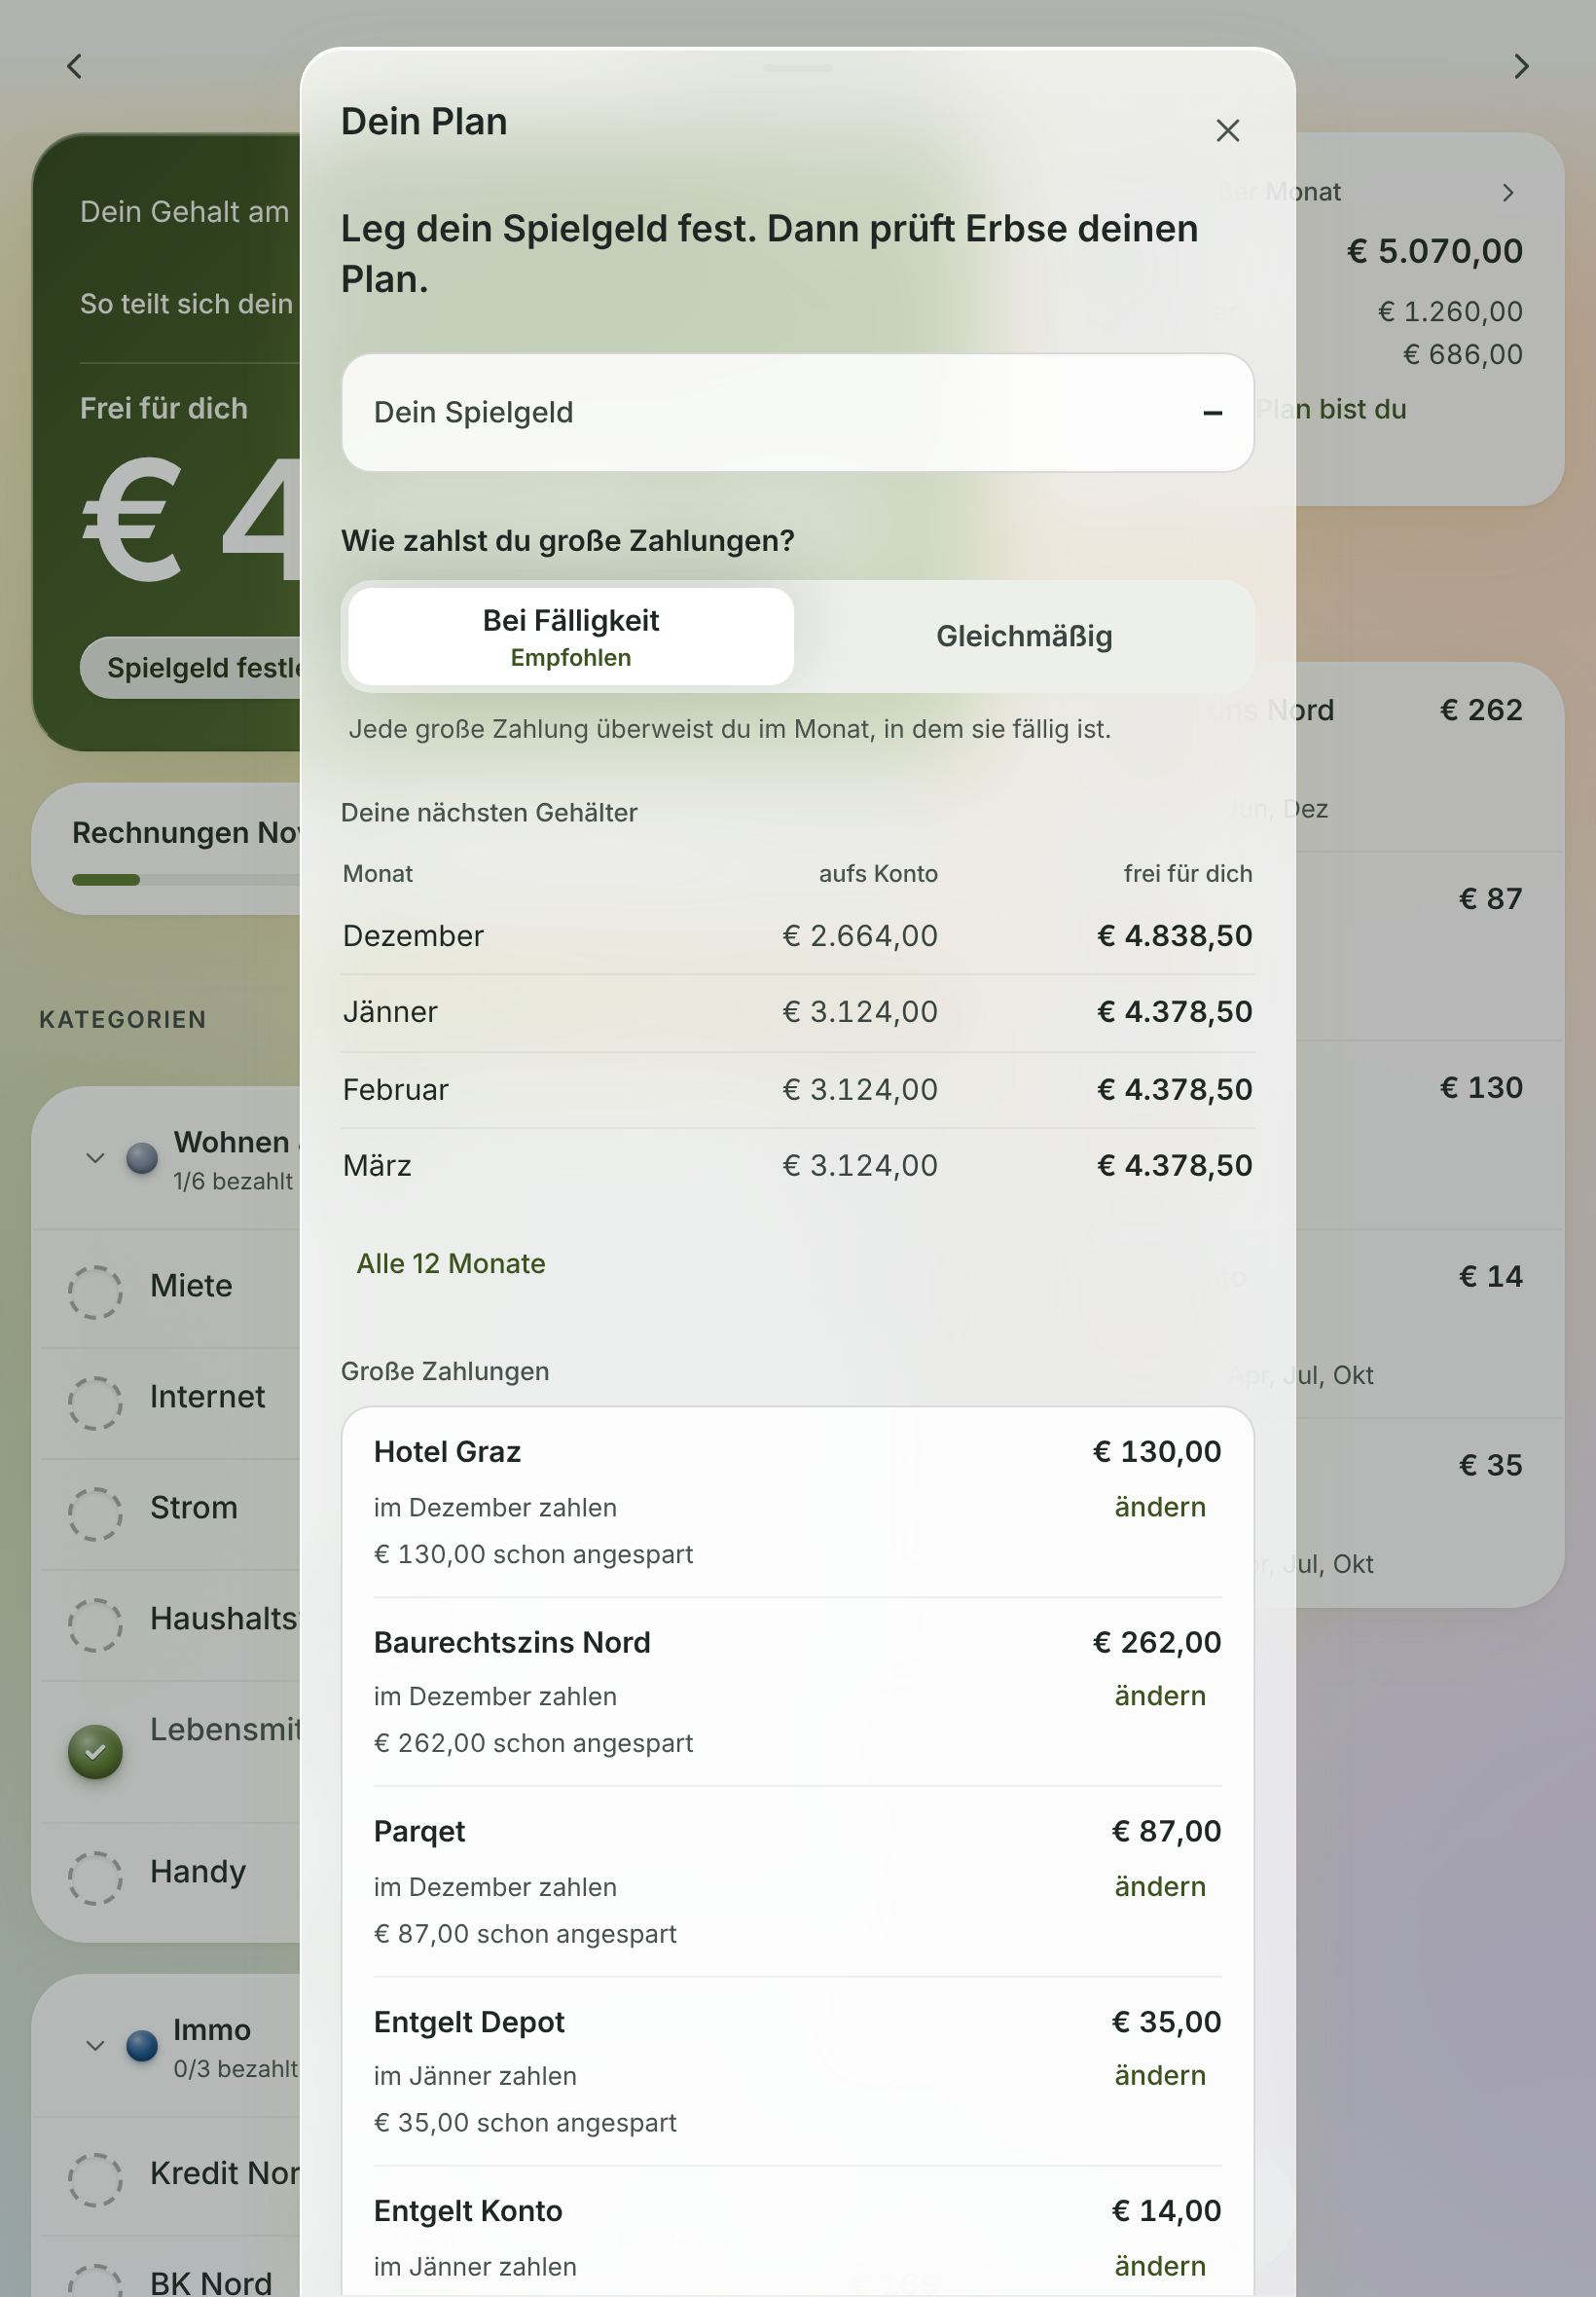 Dein Plan
Leg dein Spielgeld fest. Dann prüft Erbse deinen
Plan.
Dein Spielgeld –
Wie zahlst du große Zahlungen?
Bei Fälligkeit
Empfohlen
Gleichmäßig
Jede große Zahlung überweist du im Monat, in dem sie fällig ist.
Deine nächsten Gehälter
Monat aufs Konto frei für dich
Dezember € 2.664,00 € 4.838,50
Jänner € 3.124,00 € 4.378,50
Februar € 3.124,00 € 4.378,50
März € 3.124,00 € 4.378,50
Alle 12 Monate
Große Zahlungen
Hotel Graz € 130,00
im Dezember zahlen ändern
€ 130,00 schon angespart
Baurechtszins Nord € 262,00
im Dezember zahlen ändern
€ 262,00 schon angespart
Parqet € 87,00
im Dezember zahlen ändern
€ 87,00 schon angespart
Entgelt Depot € 35,00
im Jänner zahlen ändern
€ 35,00 schon angespart
Entgelt Konto € 14,00
im Jänner zahlen ändern
Dein Gehalt am
So teilt sich dein
Frei für dich
€ 4
Spielgeld
Rechnungen
KATEGORIEN
Wohnen
1/6 bezahlt
Miete
Internet
Strom
Handy
Immo
0/3 bezahlt
Kredit
BK Nord
Monat
€ 5.070,00
€ 1.260,00
€ 686,00
Plan bist du
Nord € 262
Dez
€ 87
€ 130
€ 14
Apr, Jul, Okt
€ 35
Jul, Okt